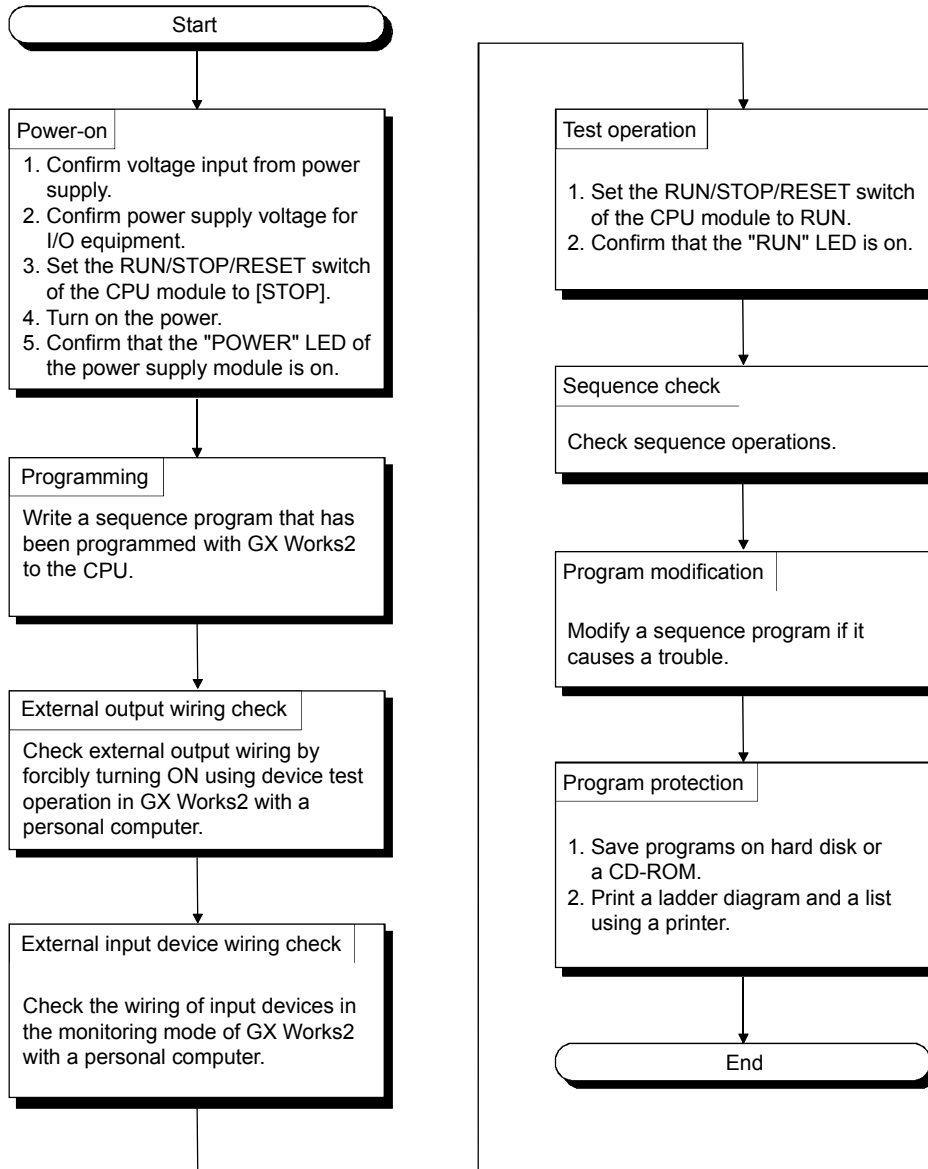 Start
Power-on
1. Confirm voltage input from power
supply.
2. Confirm power supply voltage for
I/O equipment.
3. Set the RUN/STOP/RESET switch
of the CPU module to [STOP].
4. Turn on the power.
5. Confirm that the "POWER" LED of
the power supply module is on.
Programming
Write a sequence program that has
been programmed with GX Works2
to the CPU.
External output wiring check
Check external output wiring by
forcibly turning ON using device test
operation in GX Works2 with a
personal computer.
External input device wiring check
Check the wiring of input devices in
the monitoring mode of GX Works2
with a personal computer.
Test operation
1. Set the RUN/STOP/RESET switch
of the CPU module to RUN.
2. Confirm that the "RUN" LED is on.
Sequence check
Check sequence operations.
Program modification
Modify a sequence program if it
causes a trouble.
Program protection
1. Save programs on hard disk or
a CD-ROM.
2. Print a ladder diagram and a list
using a printer.
End